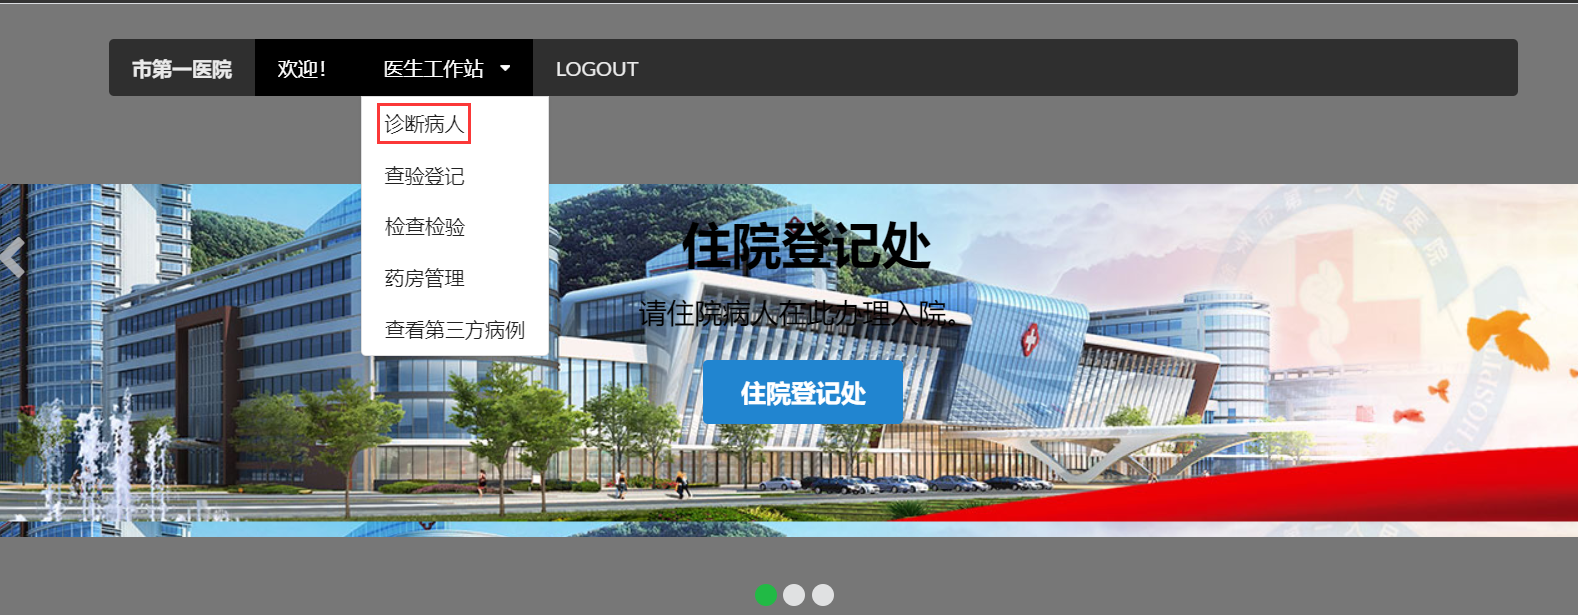 市第一医院 欢迎! 医生工作站 LOGOUT
诊断病人
查验登记
检查检验
药房管理
查看第三方病例
住院登记处
请住院病人在此办理入院。
住院登记处